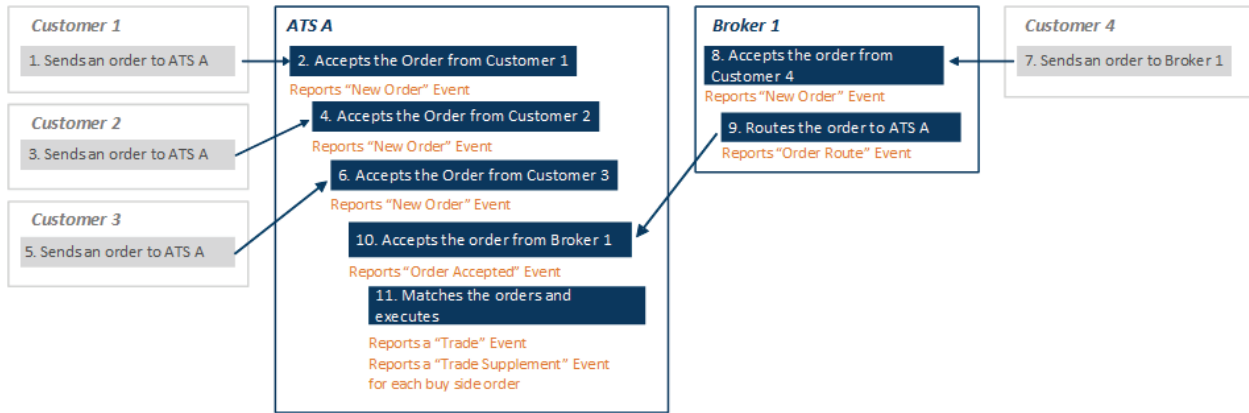 Customer 1
1. Sends an order to ATS A
Customer 2
3. Sends an order to ATS A
Customer 3
5. Sends an order to ATS A
ATS A
2. Accepts the Order from Customer 1
Reports “New Order” Event
4. Accepts the Order from Customer 2
Reports “New Order” Event
6. Accepts the Order from Customer 3
Reports “New Order” Event
10. Accepts the order from Broker 1
Reports “Order Accepted” Event
11. Matches the orders and
executes
Reports a “Trade” Event
Reports a “Trade Supplement” Event
for each buy side order
Broker 1
8. Accepts the order from
Customer 4
Reports “New Order” Event
9. Routes the order to ATS A
Reports “Order Route” Event
Customer 4
7. Sends an order to Broker 1